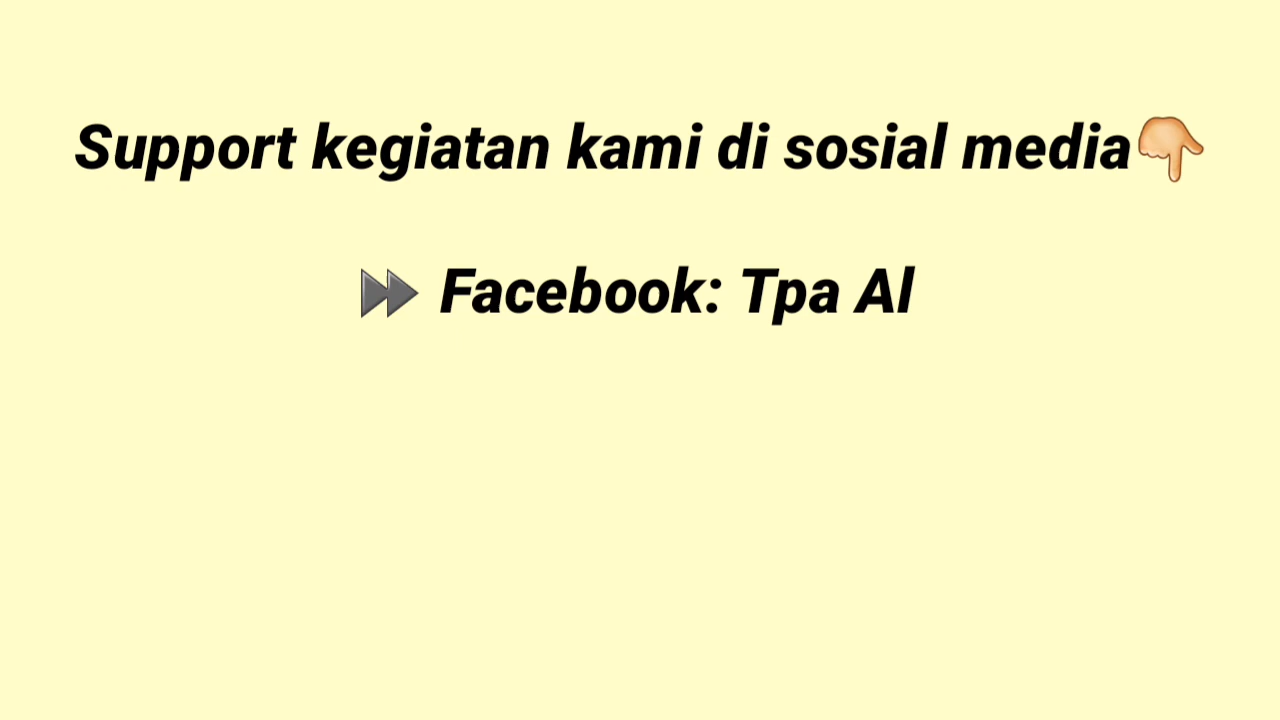 Support kegiatan kami di sosial media👇🏼
⏩ Facebook: Tpa Al